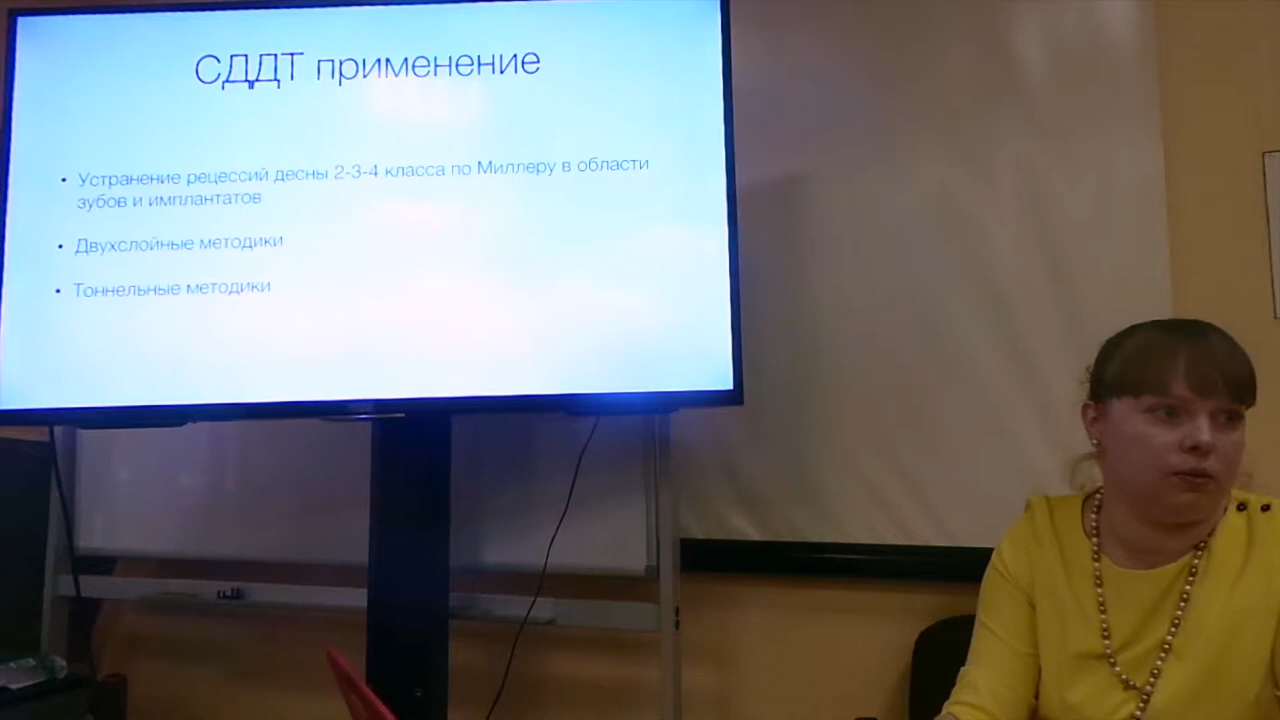 СДДТ применение
• Устранение рецессий десны 2-3-4 класса по Миллеру в области
зубов и имплантатов
• Двухслойные методики
• Тоннельные методики